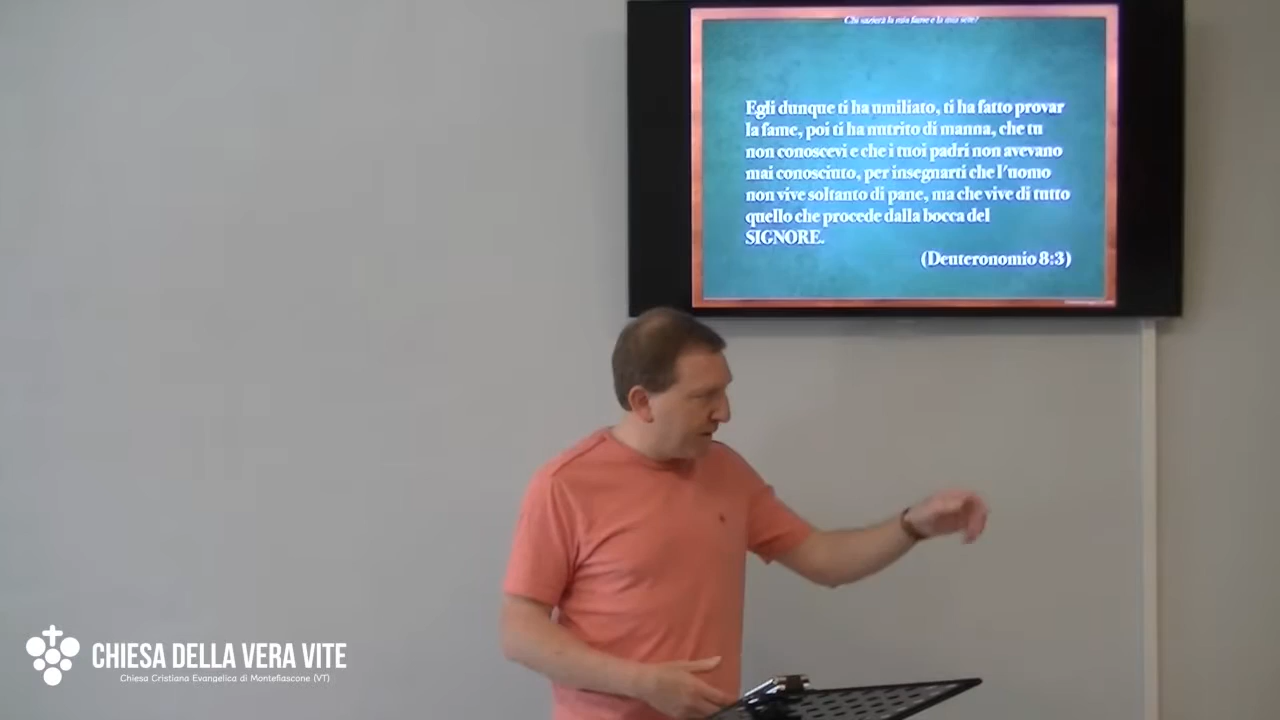 Chi sazierà la mia fame e la mia sete?
Egli dunque ti ha umiliato, ti ha fatto provar
la fame, poi ti ha nutrito di manna, che tu
non conoscevi e che i tuoi padri non avevano
mai conosciuto, per insegnarti che l'uomo
non vive soltanto di pane, ma che vive di tutto
quello che procede dalla bocca del
SIGNORE.
(Deuteronomio 8:3)
CHIESA DELLA VERA VITE
Chiesa Cristiana Evangelica di Montefiascone (VT)